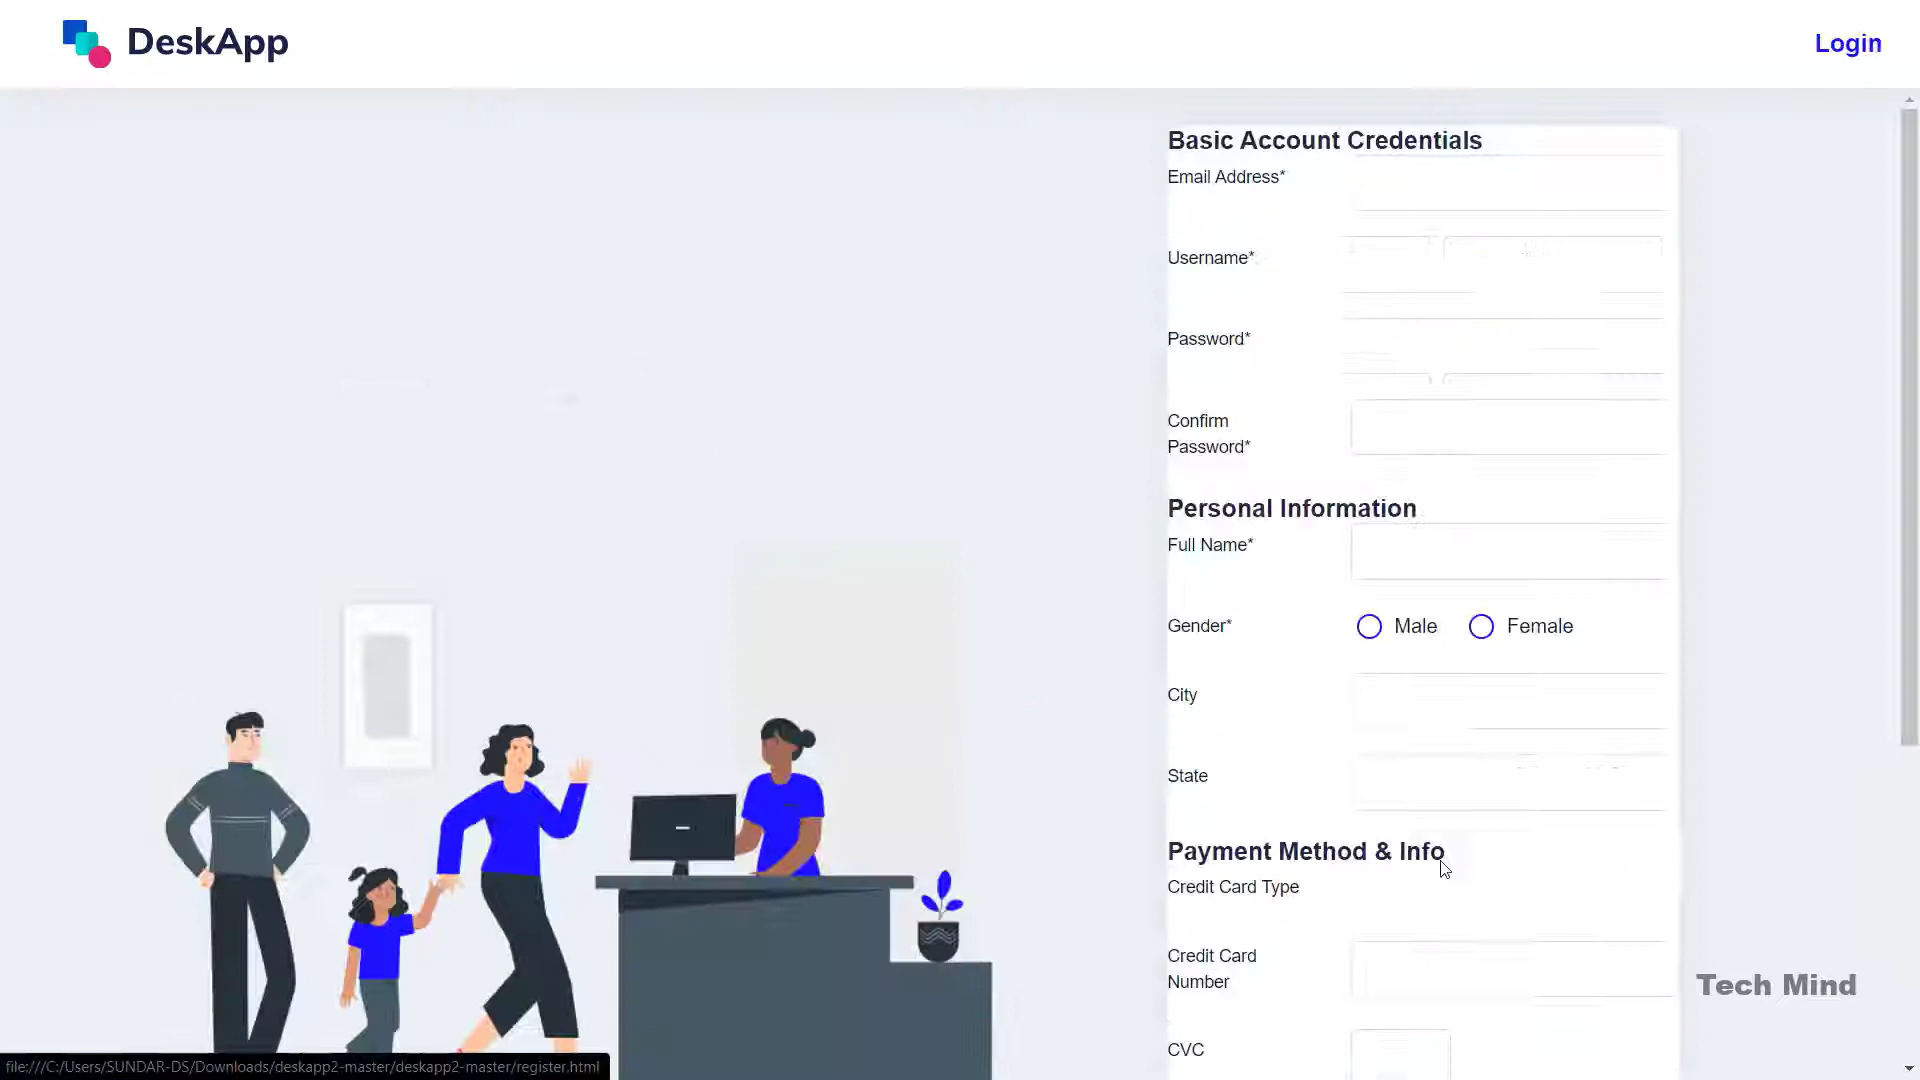 DeskApp
Login
Basic Account Credentials
Email Address*
Username*
Password*
Confirm
Password*
Personal Information
Full Name*
Gender*
Male
Female
City
State
Payment Method & Info
Credit Card Type
Credit Card
Number
CVC
Tech Mind
file:///C:/Users/SUNDAR-DS/Downloads/deskapp2-master/deskapp2-master/register.html